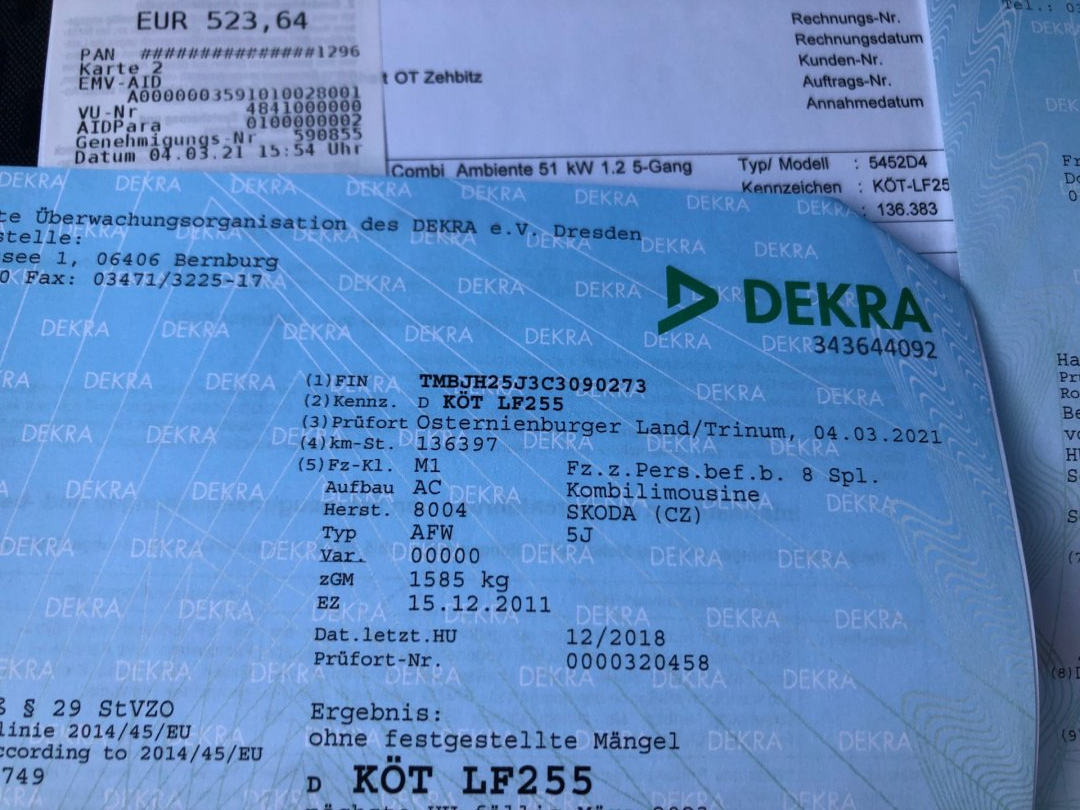 EUR 523,64
PAN ###############1296
Karte 2
EMV-AID
A0000003591010028001
VU-Nr 4841000000
AIDPara 0100000002
Genehmigungs-Nr 590855
Datum 04.03.21 15:54 Uhr
OT Zehbitz
Rechnungs-Nr.
Rechnungsdatum
Kunden-Nr.
Auftrags-Nr.
Annahmedatum
Combi Ambiente 51 kW 1.2 5-Gang
Typ/ Modell : 5452D4
Kennzeichen : KÖT-LF25
: 136.383
te Überwachungsorganisation des DEKRA e.V. Dresden
stelle:
see 1, 06406 Bernburg
0 Fax: 03471/3225-17
DEKRA
343644092
(1)FIN TMBJH25J3C3090273
(2)Kennz. D KÖT LF255
(3)Prüfort Osternienburger Land/Trinum, 04.03.2021
(4)km-St. 136397
(5)Fz-Kl. M1 Fz.z.Pers.bef.b. 8 Spl.
Aufbau AC Kombilimousine
Herst. 8004 SKODA (CZ)
Typ AFW 5J
Var. 00000
zGM 1585 kg
EZ 15.12.2011
Dat.letzt.HU 12/2018
Prüfort-Nr. 0000320458
ß § 29 StVZO
linie 2014/45/EU
ccording to 2014/45/EU
749
Ergebnis:
ohne festgestellte Mängel
D KÖT LF255